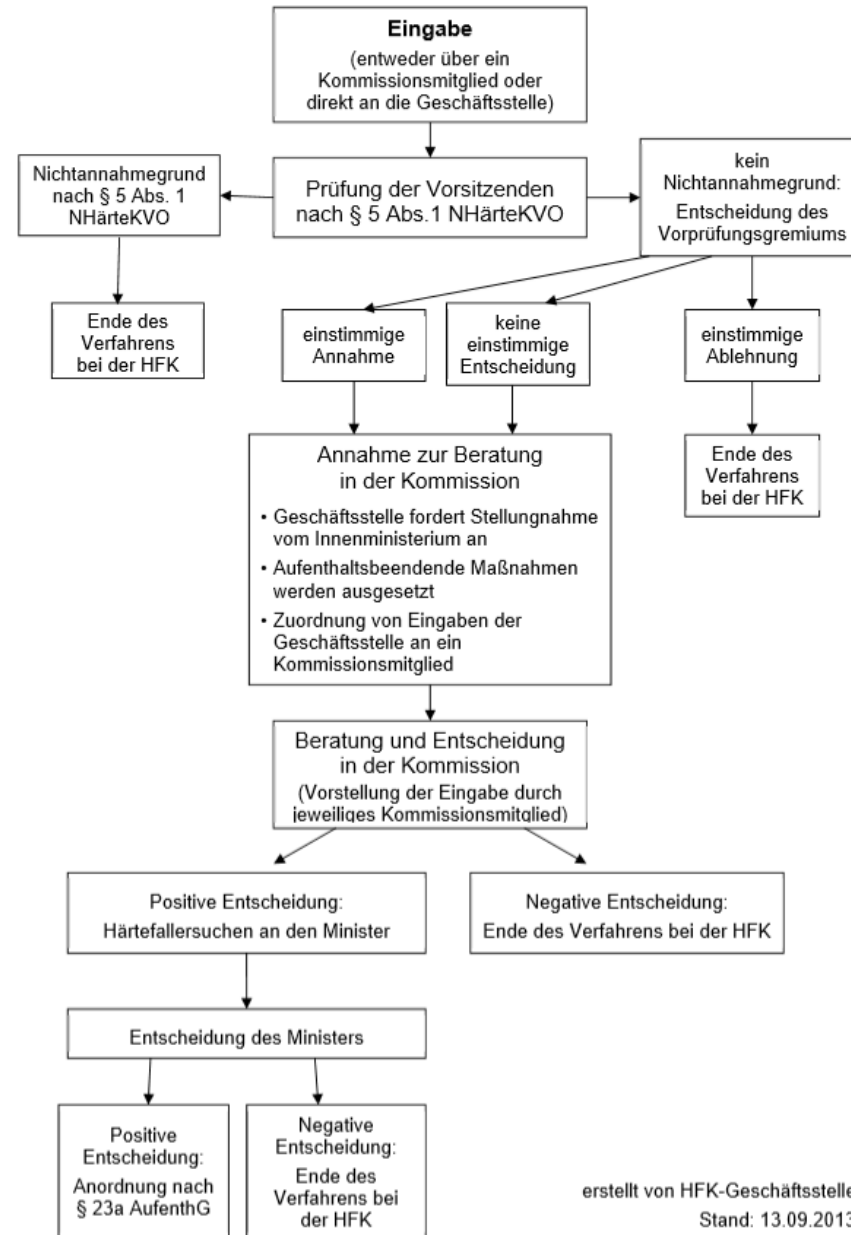 Eingabe
(entweder über ein
Kommissionsmitglied oder
direkt an die Geschäftsstelle)
Nichtannahmegrund
nach § 5 Abs. 1
NHärteKVO
Prüfung der Vorsitzenden
nach § 5 Abs.1 NHärteKVO
kein
Nichtannahmegrund:
Entscheidung des
Vorprüfungsgremiums
Ende des
Verfahrens
bei der HFK
einstimmige
Annahme
keine
einstimmige
Entscheidung
einstimmige
Ablehnung
Ende des
Verfahrens
bei der HFK
Annahme zur Beratung
in der Kommission
• Geschäftsstelle fordert Stellungnahme
vom Innenministerium an
• Aufenthaltsbeendende Maßnahmen
werden ausgesetzt
• Zuordnung von Eingaben der
Geschäftsstelle an ein
Kommissionsmitglied
Beratung und Entscheidung
in der Kommission
(Vorstellung der Eingabe durch
jeweiliges Kommissionsmitglied)
Positive Entscheidung:
Härtefallersuchen an den Minister
Negative Entscheidung:
Ende des Verfahrens bei der HFK
Entscheidung des Ministers
Positive
Entscheidung:
Anordnung nach
§ 23a AufenthG
Negative
Entscheidung:
Ende des
Verfahrens bei
der HFK
erstellt von HFK-Geschäftsstelle
Stand: 13.09.2013